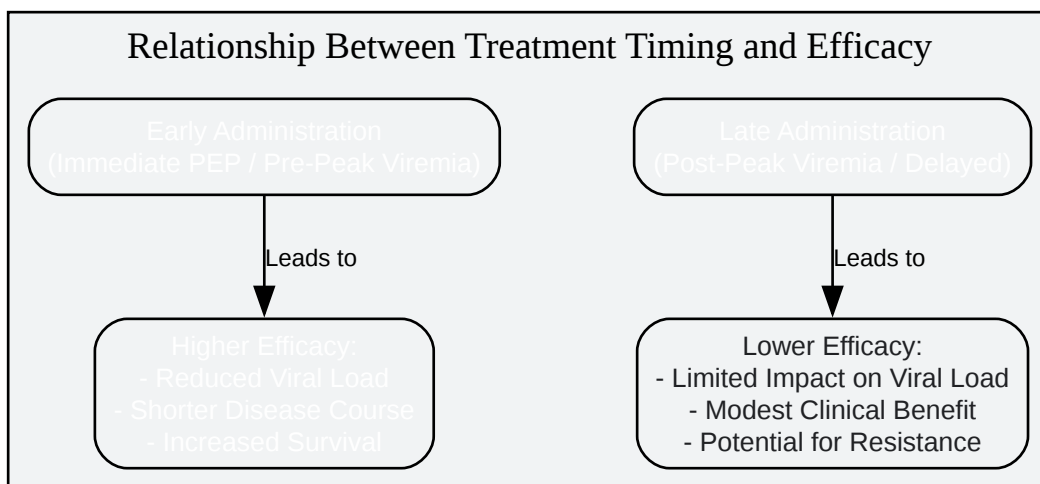 Relationship Between Treatment Timing and Efficacy
Early Administration
(Immediate PEP / Pre-Peak Viremia)
Late Administration
(Post-Peak Viremia / Delayed)
Leads to
Leads to
Higher Efficacy:
- Reduced Viral Load
- Shorter Disease Course
- Increased Survival
Lower Efficacy:
- Limited Impact on Viral Load
- Modest Clinical Benefit
- Potential for Resistance